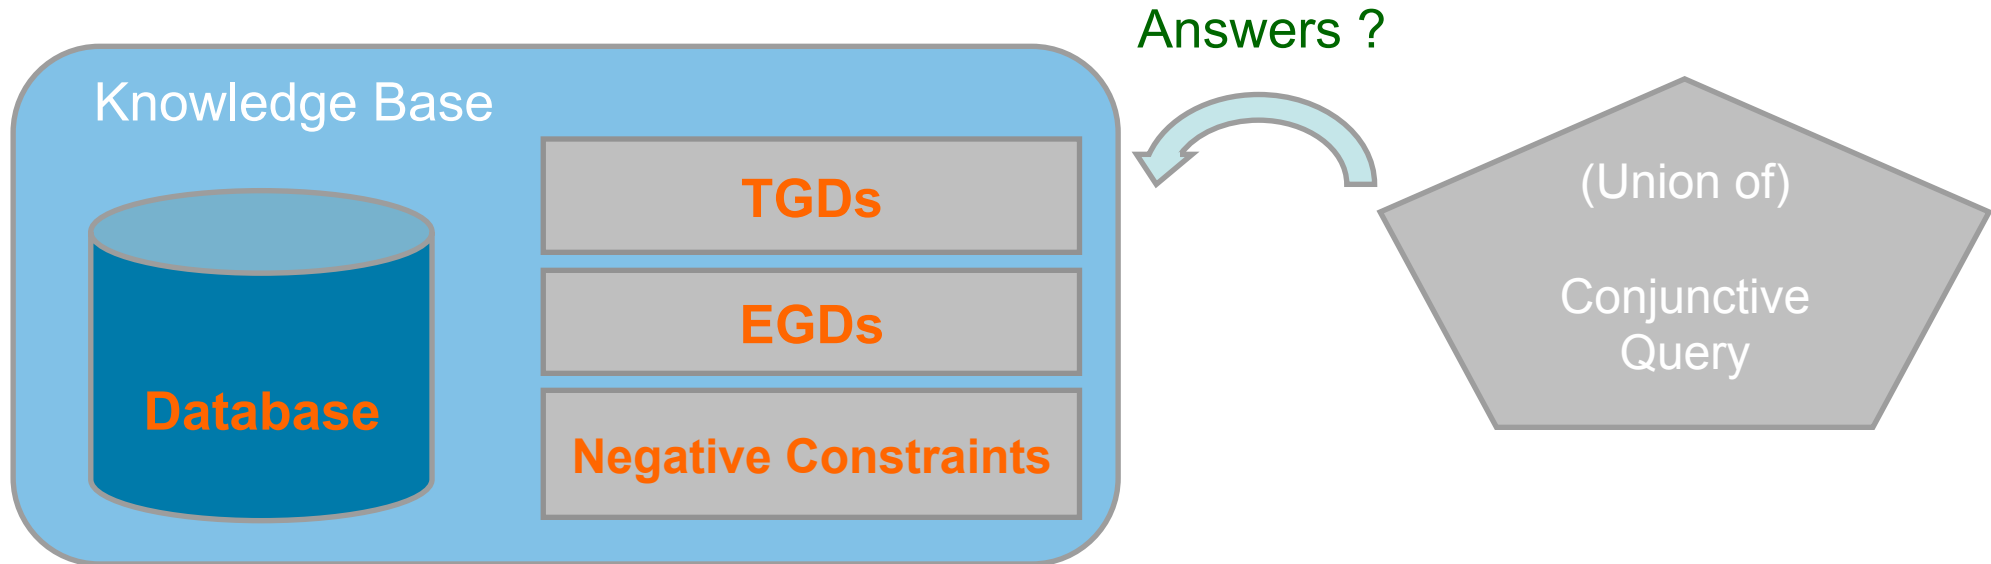 Answers ?
Knowledge Base
TGDs
EGDs
Negative Constraints
Database
(Union of)
Conjunctive
Query